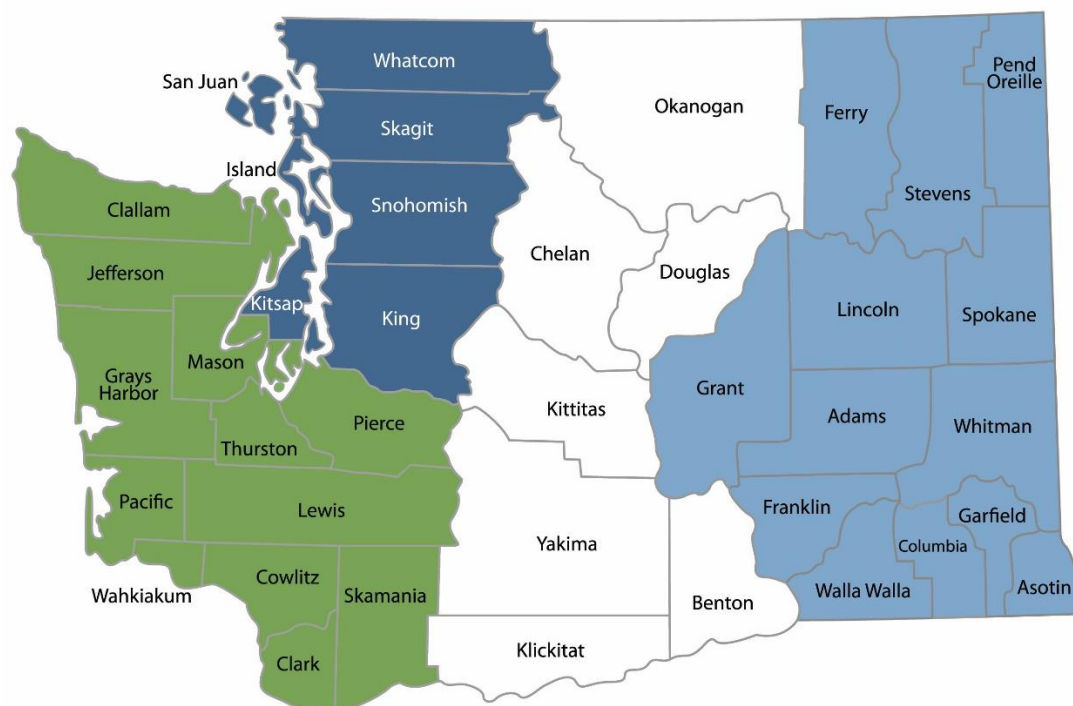 Whatcom
San Juan
Okanogan
Pend
Oreille
Ferry
Skagit
Island
Stevens
Clallam
Snohomish
Chelan
Douglas
Jefferson
Kitsap
King
Lincoln
Spokane
Mason
Grays
Harbor
Grant
Kittitas
Adams
Pierce
Whitman
Thurston
Pacific
Lewis
Franklin
Garfield
Yakima
Columbia
Cowlitz
Wahkiakum
Skamania
Walla Walla
Asotin
Benton
Klickitat
Clark